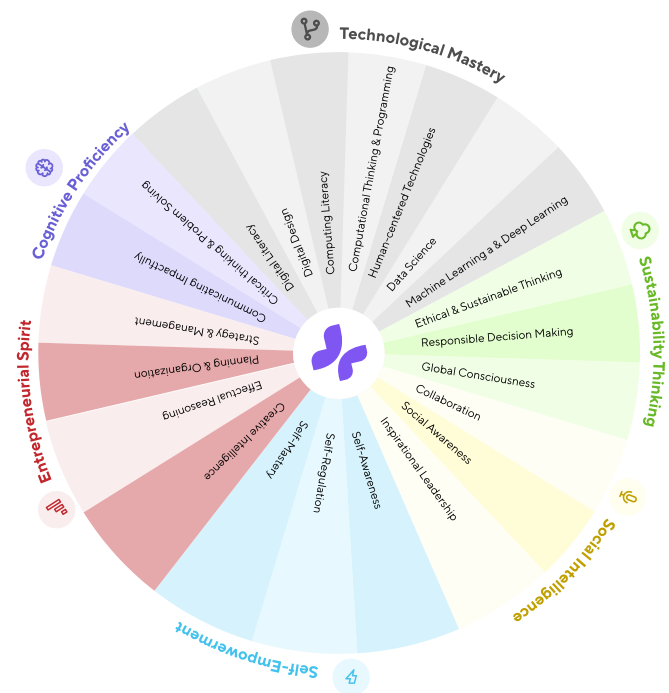 Technological Mastery
Digital Literacy
Digital Design
Computing Literacy
Computational Thinking & Programming
Human-centered Technologies
Data Science
Machine Learning a & Deep Learning
Sustainability Thinking
Ethical & Sustainable Thinking
Responsible Decision Making
Global Consciousness
Social Intelligence
Collaboration
Social Awareness
Inspirational Leadership
Self-Empowerment
Self-Awareness
Self-Regulation
Self-Mastery
Entrepreneurial Spirit
Creative Intelligence
Effectual Reasoning
Planning & Organization
Strategy & Management
Cognitive Proficiency
Communicating Impactfully
Critical thinking & Problem Solving